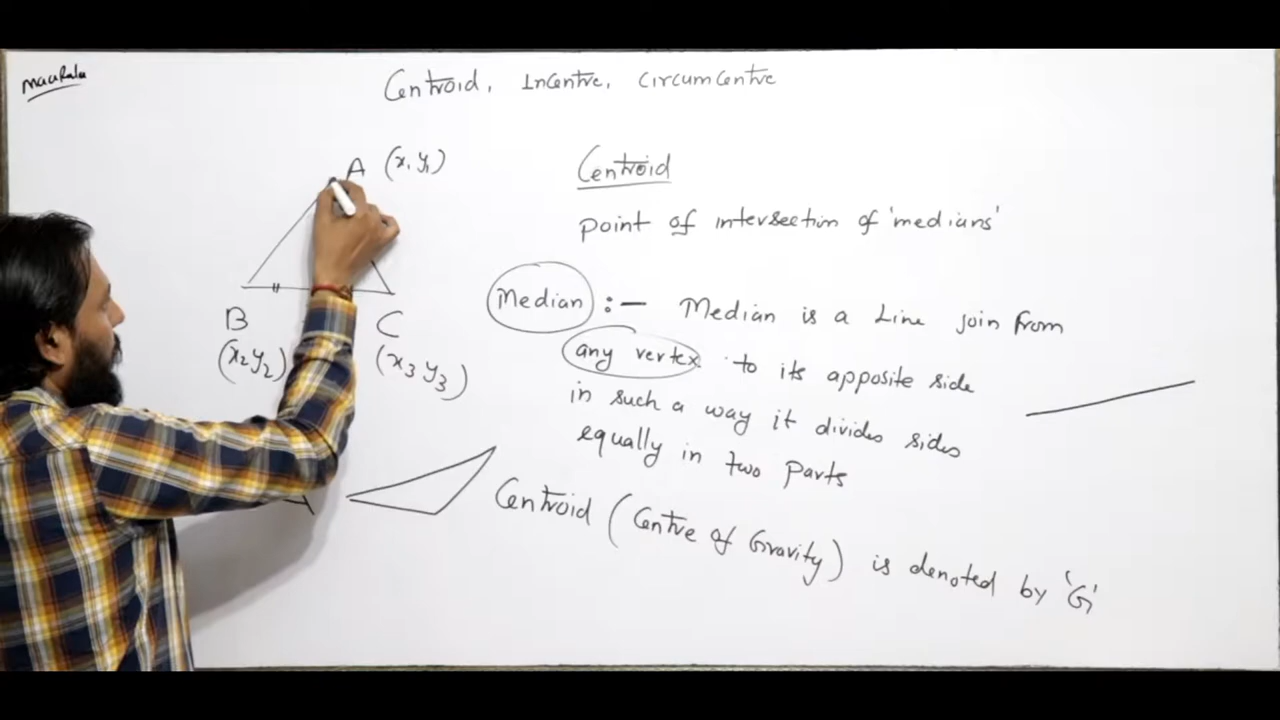 Centroid, Incentre, Circumcentre
A (x, y1)
B
C
(x2 y2)
(x3 y3)
Centroid
point of intersection of 'medians'
Median :- Median is a Line join from
any vertex to its opposite side
in such a way it divides sides
equally in two parts
Centroid (Centre of Gravity) is denoted by 'G'